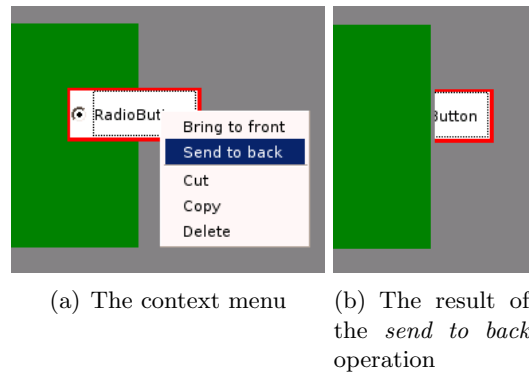 RadioBut
Bring to front
Send to back
Cut
Copy
Delete
Button
(a) The context menu
(b) The result of
the send to back
operation